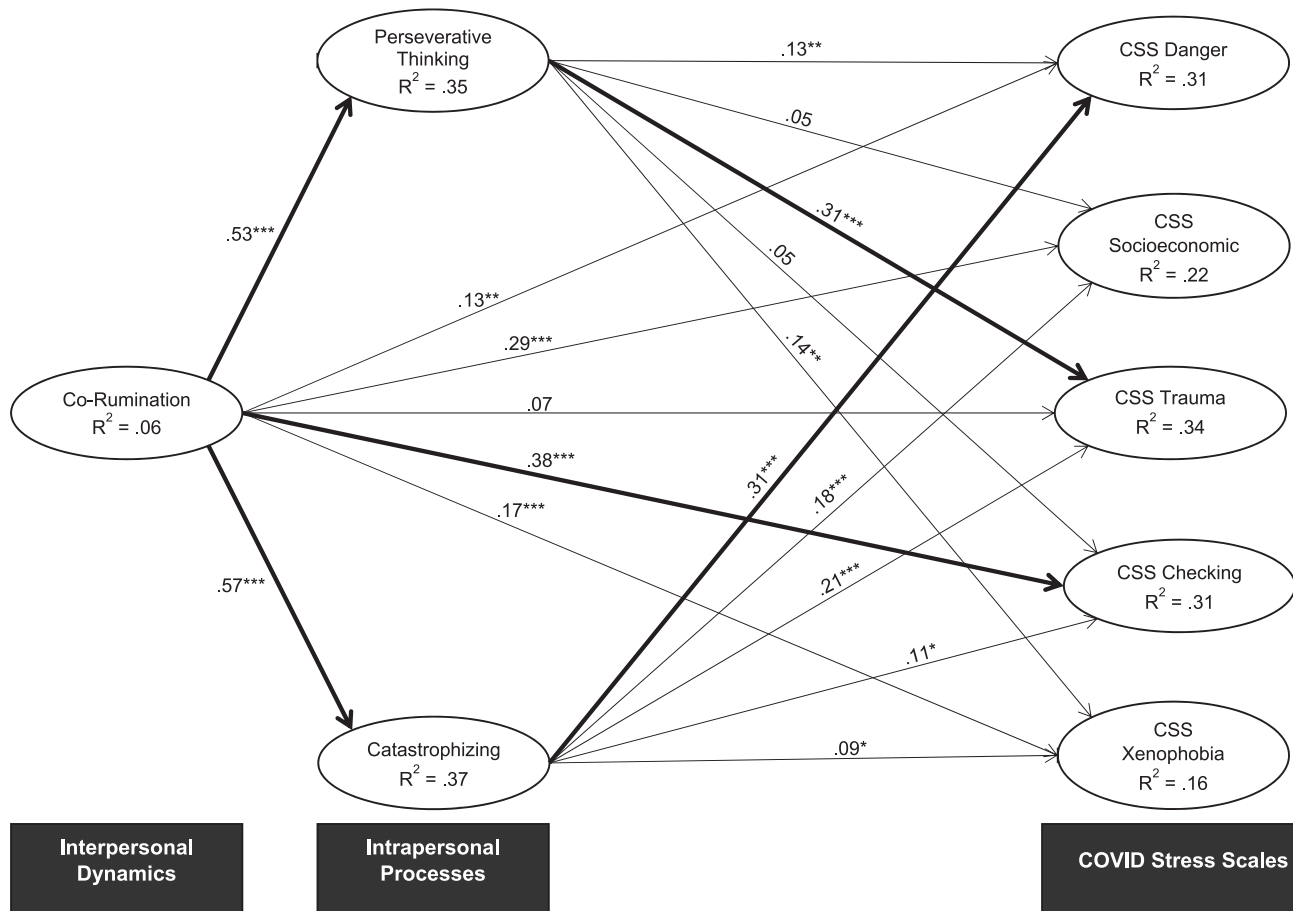 Perseverative
Thinking
R² = .35
.13**
CSS Danger
R² = .31
.05
.31***
.53***
.05
CSS
Socioeconomic
R² = .22
.13**
.29***
.14**
Co-Rumination
R² = .06
.07
CSS Trauma
R² = .34
.38***
.31***
.18***
.17***
.57***
.21***
CSS Checking
R² = .31
.11*
Catastrophizing
R² = .37
.09*
CSS
Xenophobia
R² = .16
Interpersonal
Dynamics
Intrapersonal
Processes
COVID Stress Scales